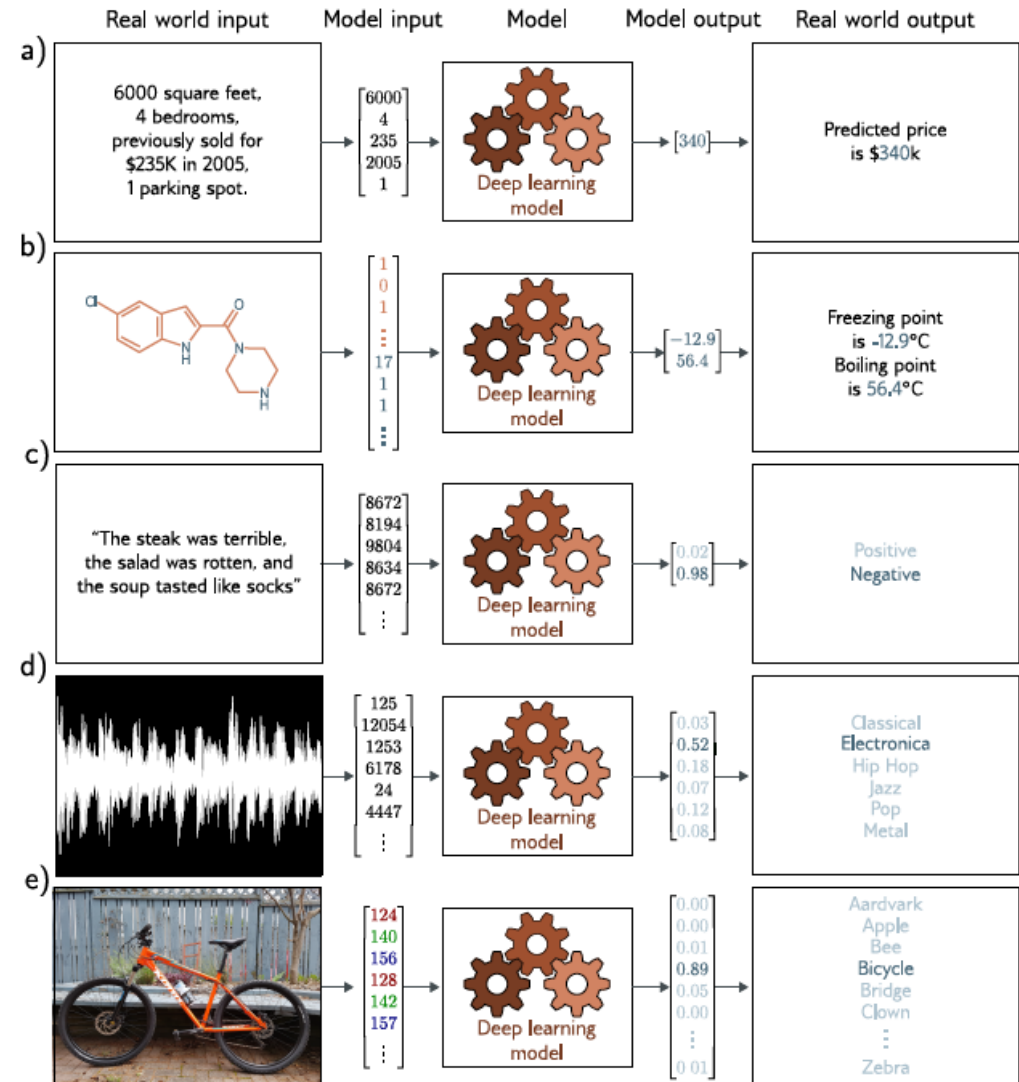 Real world input
Model input
Model
Model output
Real world output
a)
6000 square feet,
4 bedrooms,
previously sold for
$235K in 2005,
1 parking spot.
6000
4
235
2005
1
Deep learning
model
340
Predicted price
is $340k
b)
Cl
O
N
H
N
N
H
1
0
1
17
1
1
Deep learning
model
-12.9
56.4
Freezing point
is -12.9°C
Boiling point
is 56.4°C
c)
“The steak was terrible,
the salad was rotten, and
the soup tasted like socks”
8672
8194
9804
8634
8672
Deep learning
model
0.02
0.98
Positive
Negative
d)
125
12054
1253
6178
24
4447
Deep learning
model
0.03
0.52
0.18
0.07
0.12
0.08
Classical
Electronica
Hip Hop
Jazz
Pop
Metal
e)
124
140
156
128
142
157
Deep learning
model
0.00
0.00
0.01
0.89
0.05
0.00
0 01
Aardvark
Apple
Bee
Bicycle
Bridge
Clown
Zebra